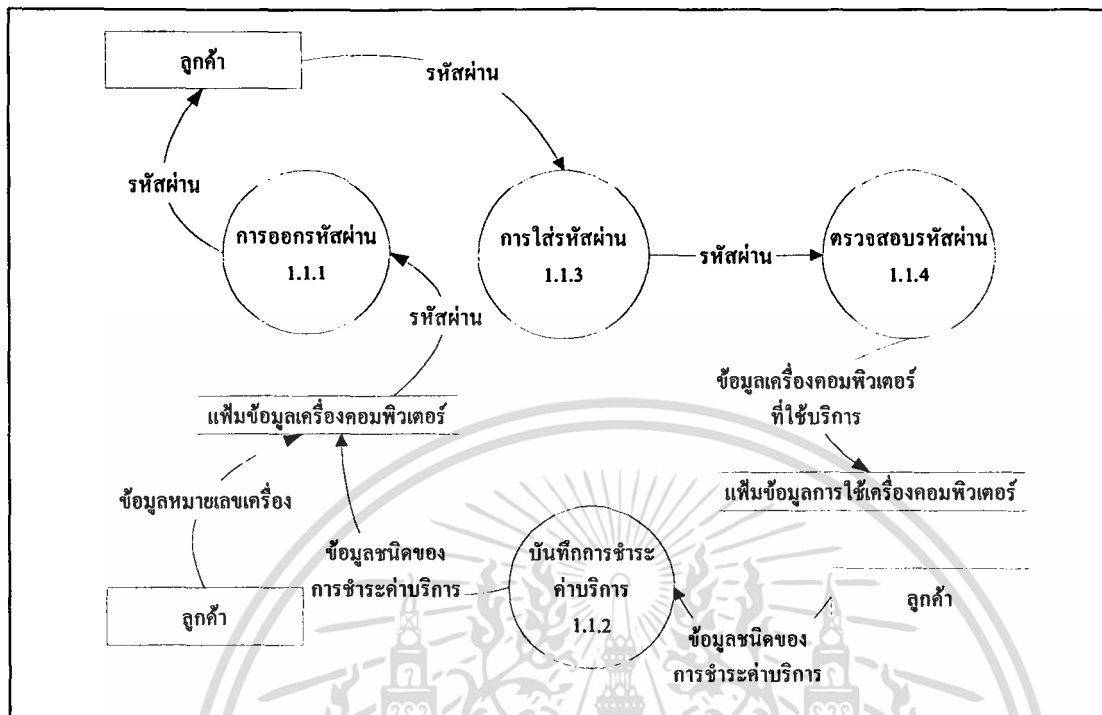 ลูกค้า
รหัสผ่าน
รหัสผ่าน
การออกรหัสผ่าน
1.1.1
การใส่รหัสผ่าน
1.1.3
รหัสผ่าน
ตรวจสอบรหัสผ่าน
1.1.4
รหัสผ่าน
ข้อมูลเครื่องคอมพิวเตอร์
ที่ใช้บริการ
แฟ้มข้อมูลเครื่องคอมพิวเตอร์
แฟ้มข้อมูลการใช้เครื่องคอมพิวเตอร์
ข้อมูลหมายเลขเครื่อง
ข้อมูลชนิดของ
การชำระค่าบริการ
บันทึกการชำระ
ค่าบริการ
1.1.2
ลูกค้า
ลูกค้า
ข้อมูลชนิดของ
การชำระค่าบริการ